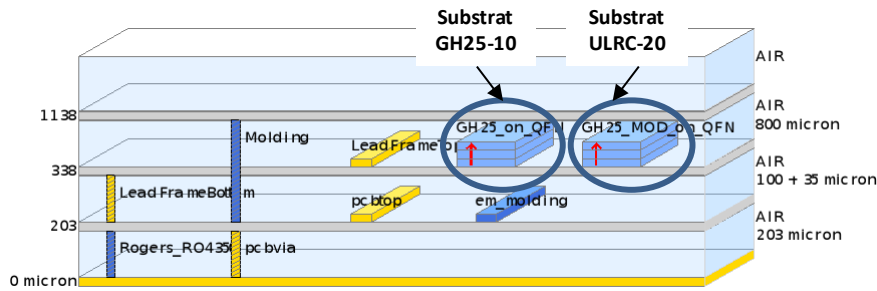 Substrat
GH25-10
Substrat
ULRC-20
AIR
1138
AIR
800 micron
Molding
LeadFrameTop
GH25_on_QFN
GH25_MOD_on_QFN
338
AIR
100 + 35 micron
LeadFrameBottom
pcbtop
em_molding
203
AIR
203 micron
Rogers_RO4350
pcbvia
0 micron